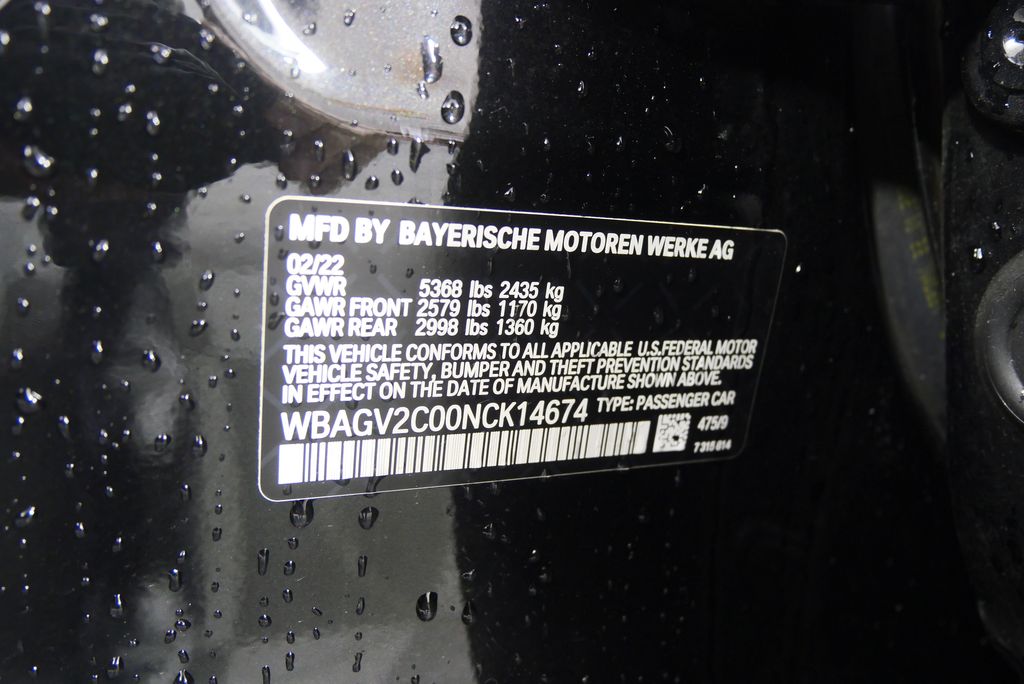 MFD BY BAYERISCHE MOTOREN WERKE AG
02/22
GVWR 5368 lbs 2435 kg
GAWR FRONT 2579 lbs 1170 kg
GAWR REAR 2998 lbs 1360 kg
THIS VEHICLE CONFORMS TO ALL APPLICABLE U.S.FEDERAL MOTOR
VEHICLE SAFETY, BUMPER AND THEFT PREVENTION STANDARDS
IN EFFECT ON THE DATE OF MANUFACTURE SHOWN ABOVE.
WBAGV2C00NCK14674 TYPE: PASSENGER CAR
475/9
7 319 814